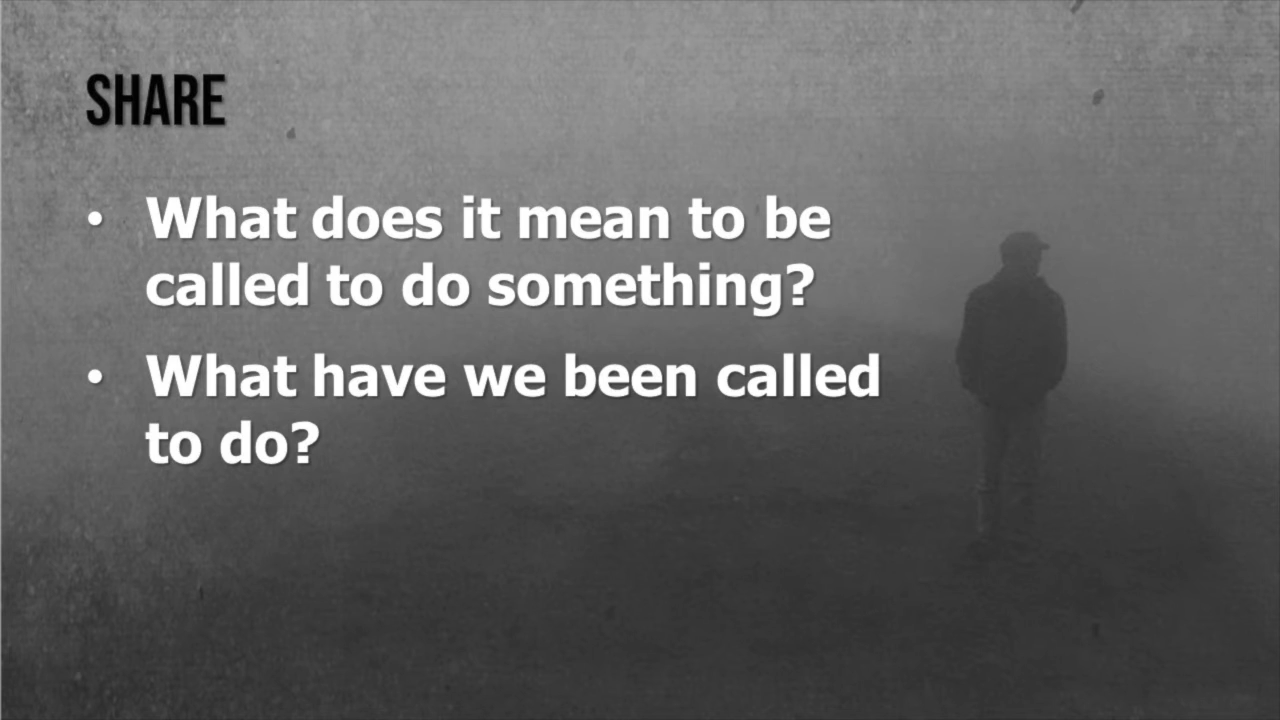 SHARE
• What does it mean to be
called to do something?
• What have we been called
to do?